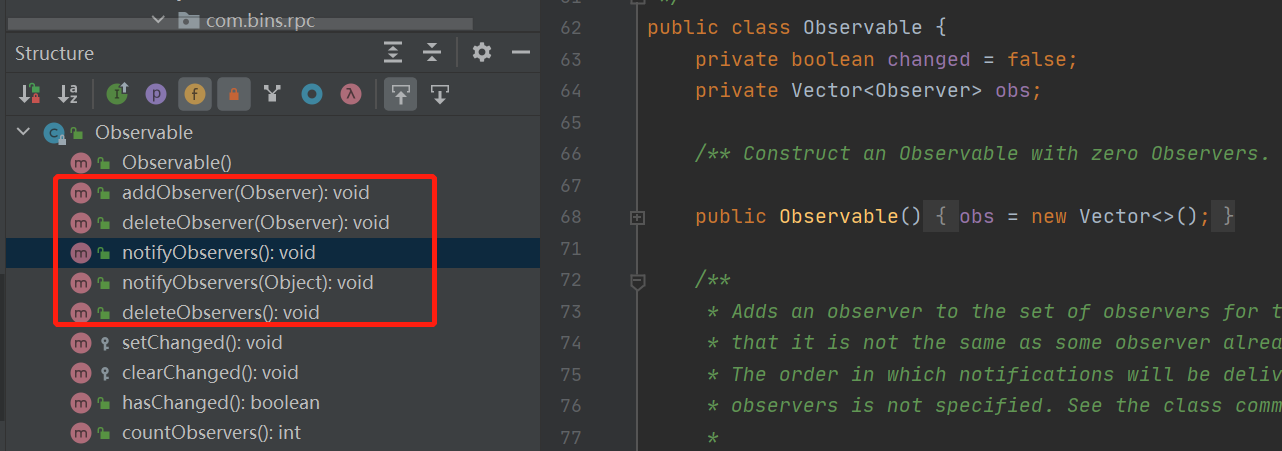 com.bins.rpc
Structure
Observable
Observable()
addObserver(Observer): void
deleteObserver(Observer): void
notifyObservers(): void
notifyObservers(Object): void
deleteObservers(): void
setChanged(): void
clearChanged(): void
hasChanged(): boolean
countObservers(): int
62 public class Observable {
63 private boolean changed = false;
64 private Vector<Observer> obs;
65
66 /** Construct an Observable with zero Observers.
67
68 public Observable() { obs = new Vector<>(); }
71
72 /**
73 * Adds an observer to the set of observers for t
74 * that it is not the same as some observer alrea
75 * The order in which notifications will be deliv
76 * observers is not specified. See the class comm
77 *